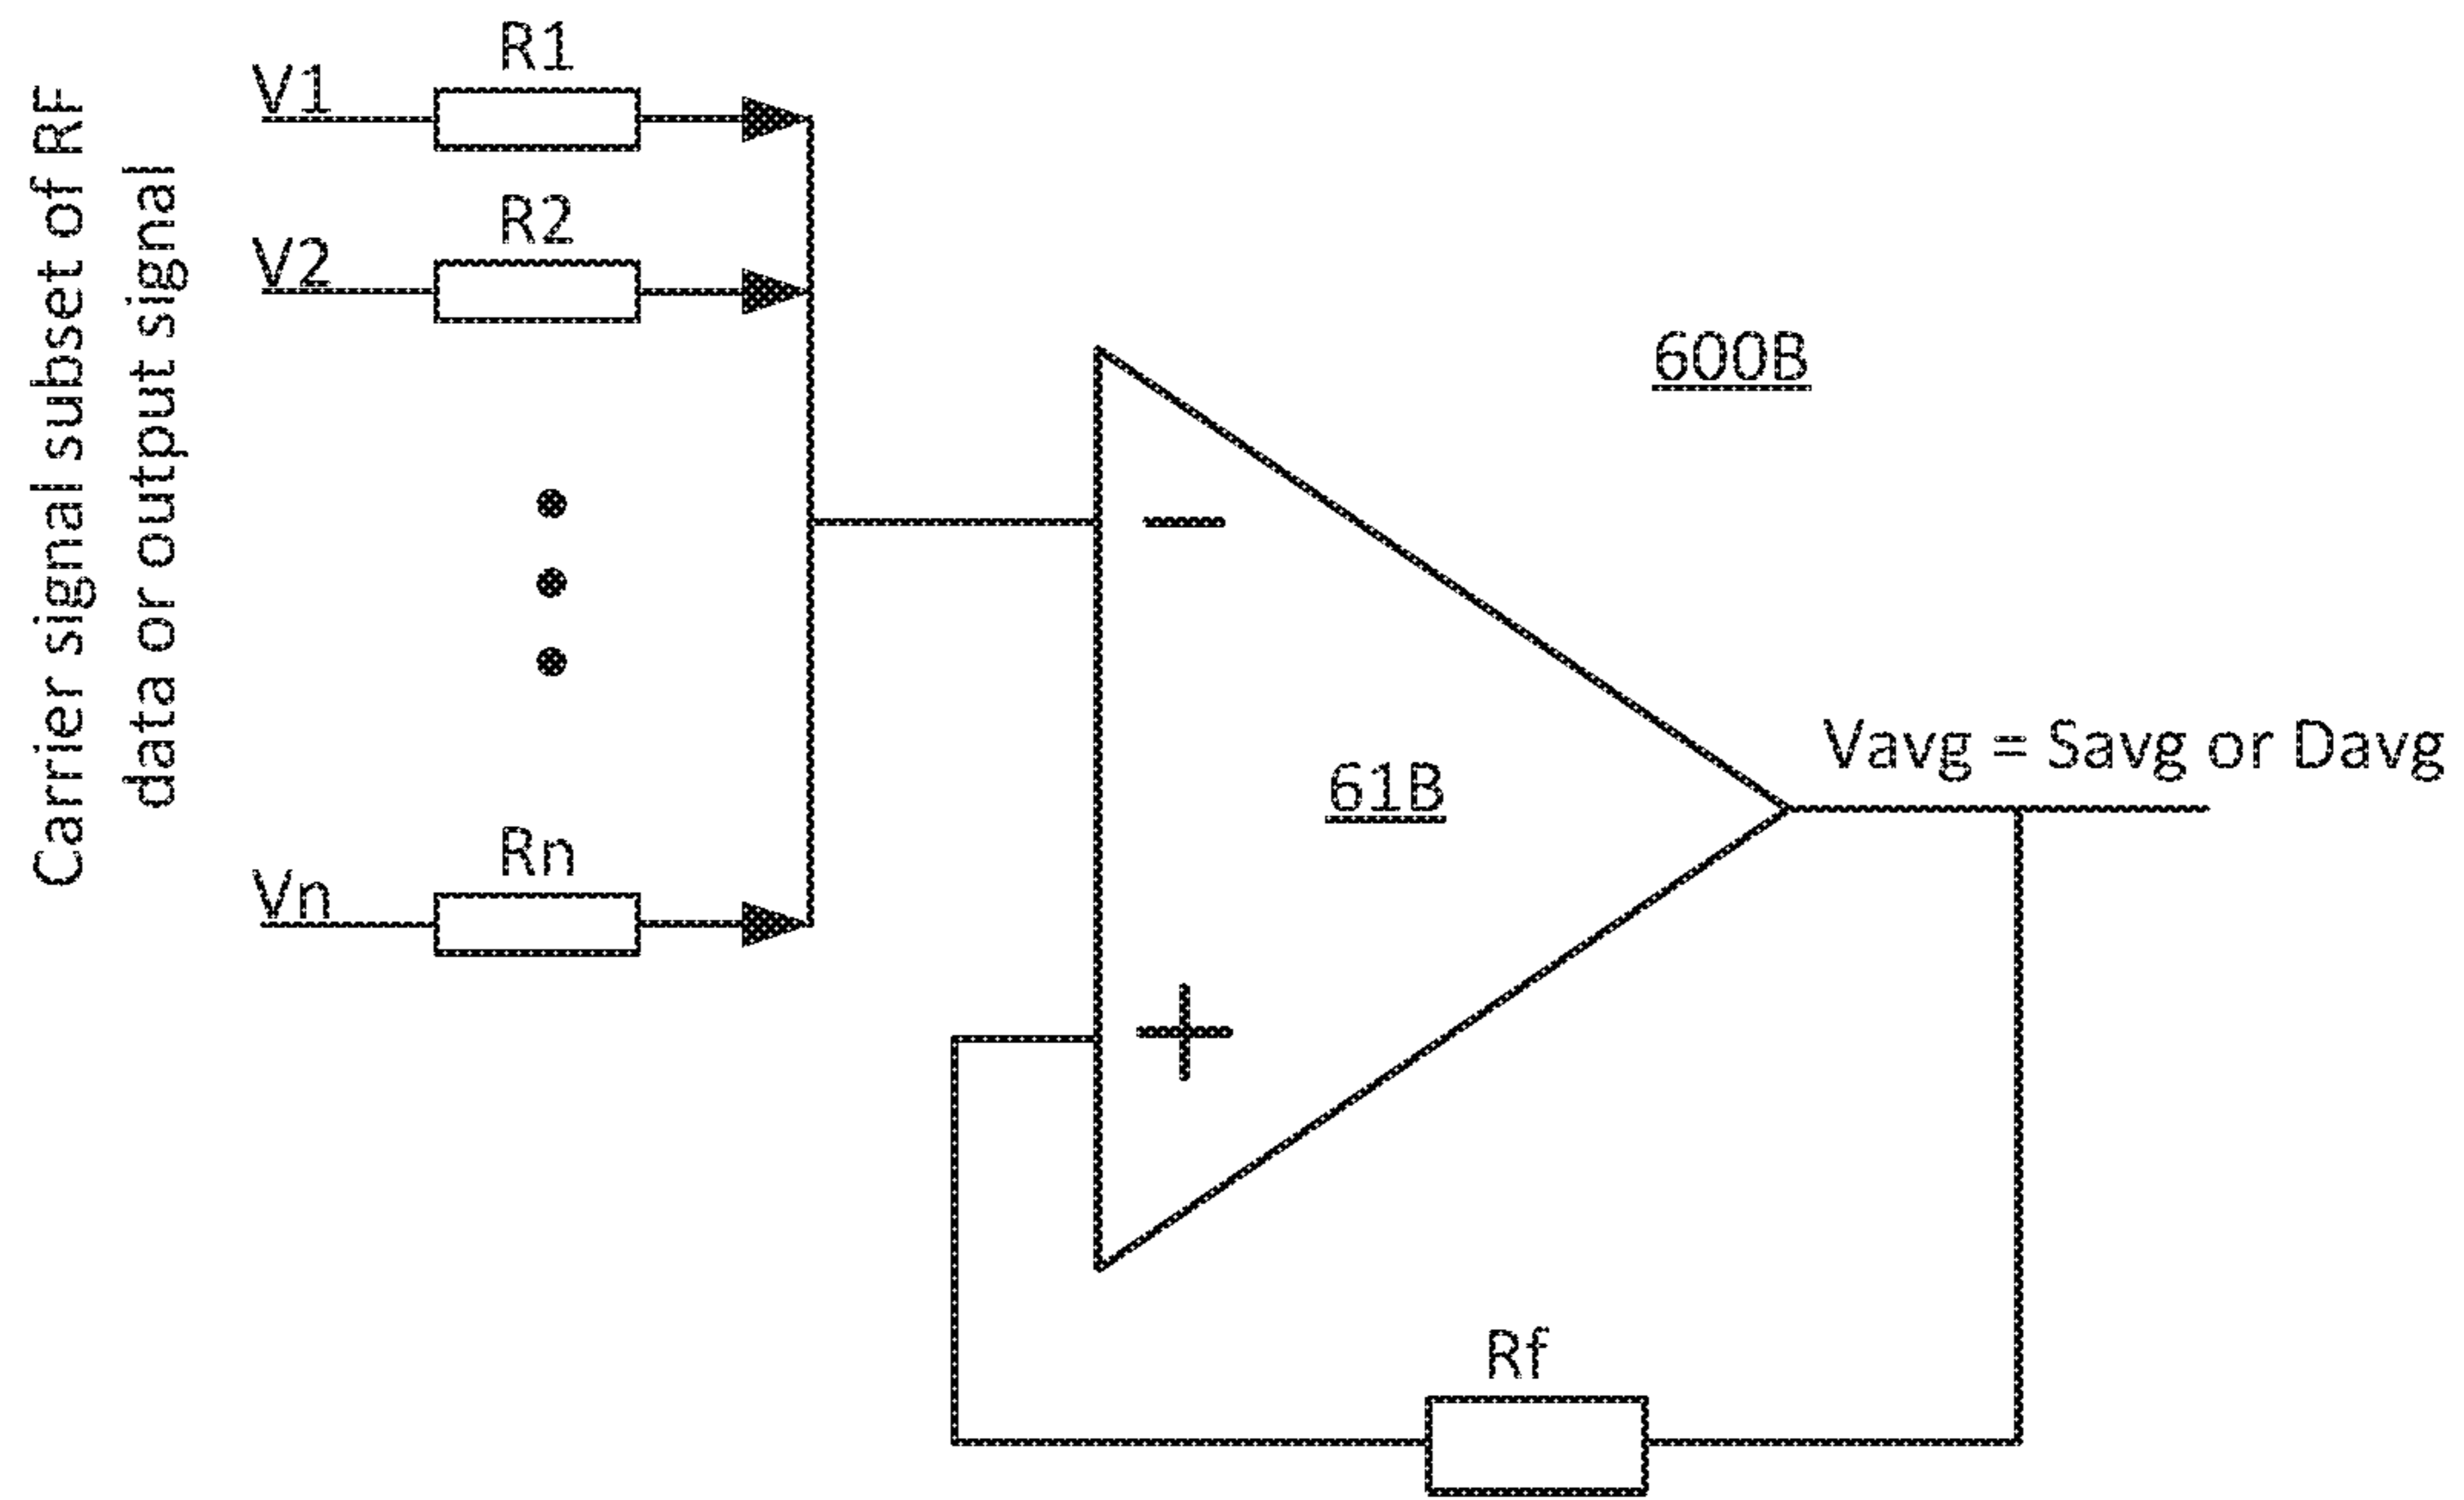 Carrier signal subset of RF
data or output signal
V1
R1
V2
R2
Vn
Rn
600B
−
61B
+
Vavg = Savg or Davg
Rf